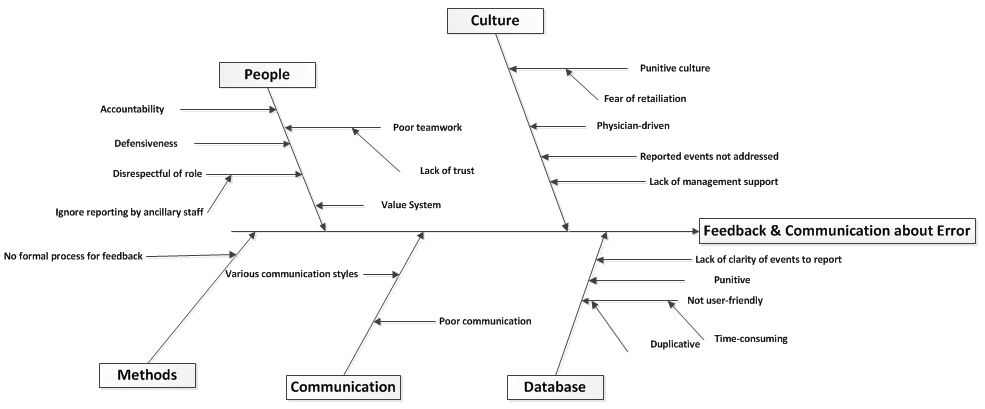 Culture
People
Punitive culture
Fear of retailiation
Accountability
Poor teamwork
Physician-driven
Defensiveness
Reported events not addressed
Disrespectful of role
Lack of trust
Lack of management support
Ignore reporting by ancillary staff
Value System
Feedback & Communication about Error
No formal process for feedback
Lack of clarity of events to report
Various communication styles
Punitive
Not user-friendly
Poor communication
Duplicative
Time-consuming
Methods
Communication
Database